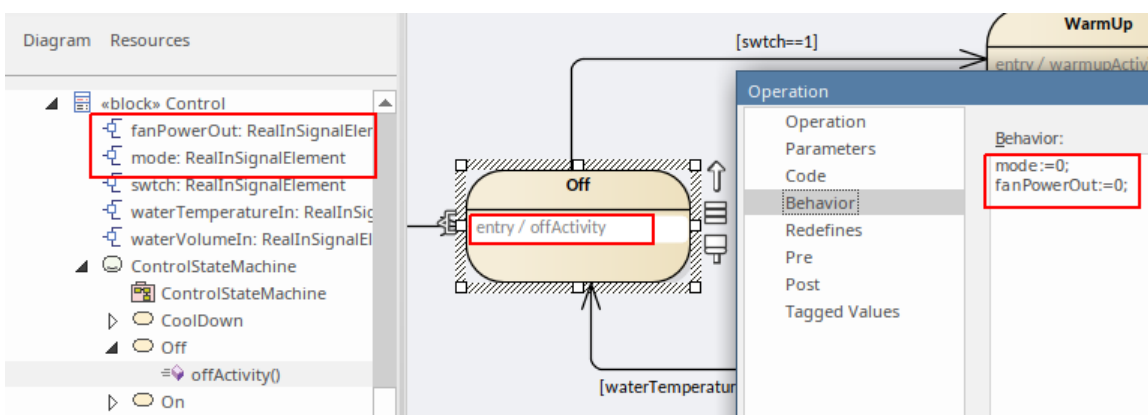 Diagram Resources
«block» Control
fanPowerOut: RealInSignalEler
mode: RealInSignalElement
swtch: RealInSignalElement
waterTemperatureIn: RealInSig
waterVolumeIn: RealInSignalEl
ControlStateMachine
ControlStateMachine
CoolDown
Off
offActivity()
On
[swtch==1]
WarmUp
entry / warmupActiv
Off
entry / offActivity
[waterTemperatur
Operation
Operation
Parameters
Code
Behavior
Redefines
Pre
Post
Tagged Values
Behavior:
mode:=0;
fanPowerOut:=0;